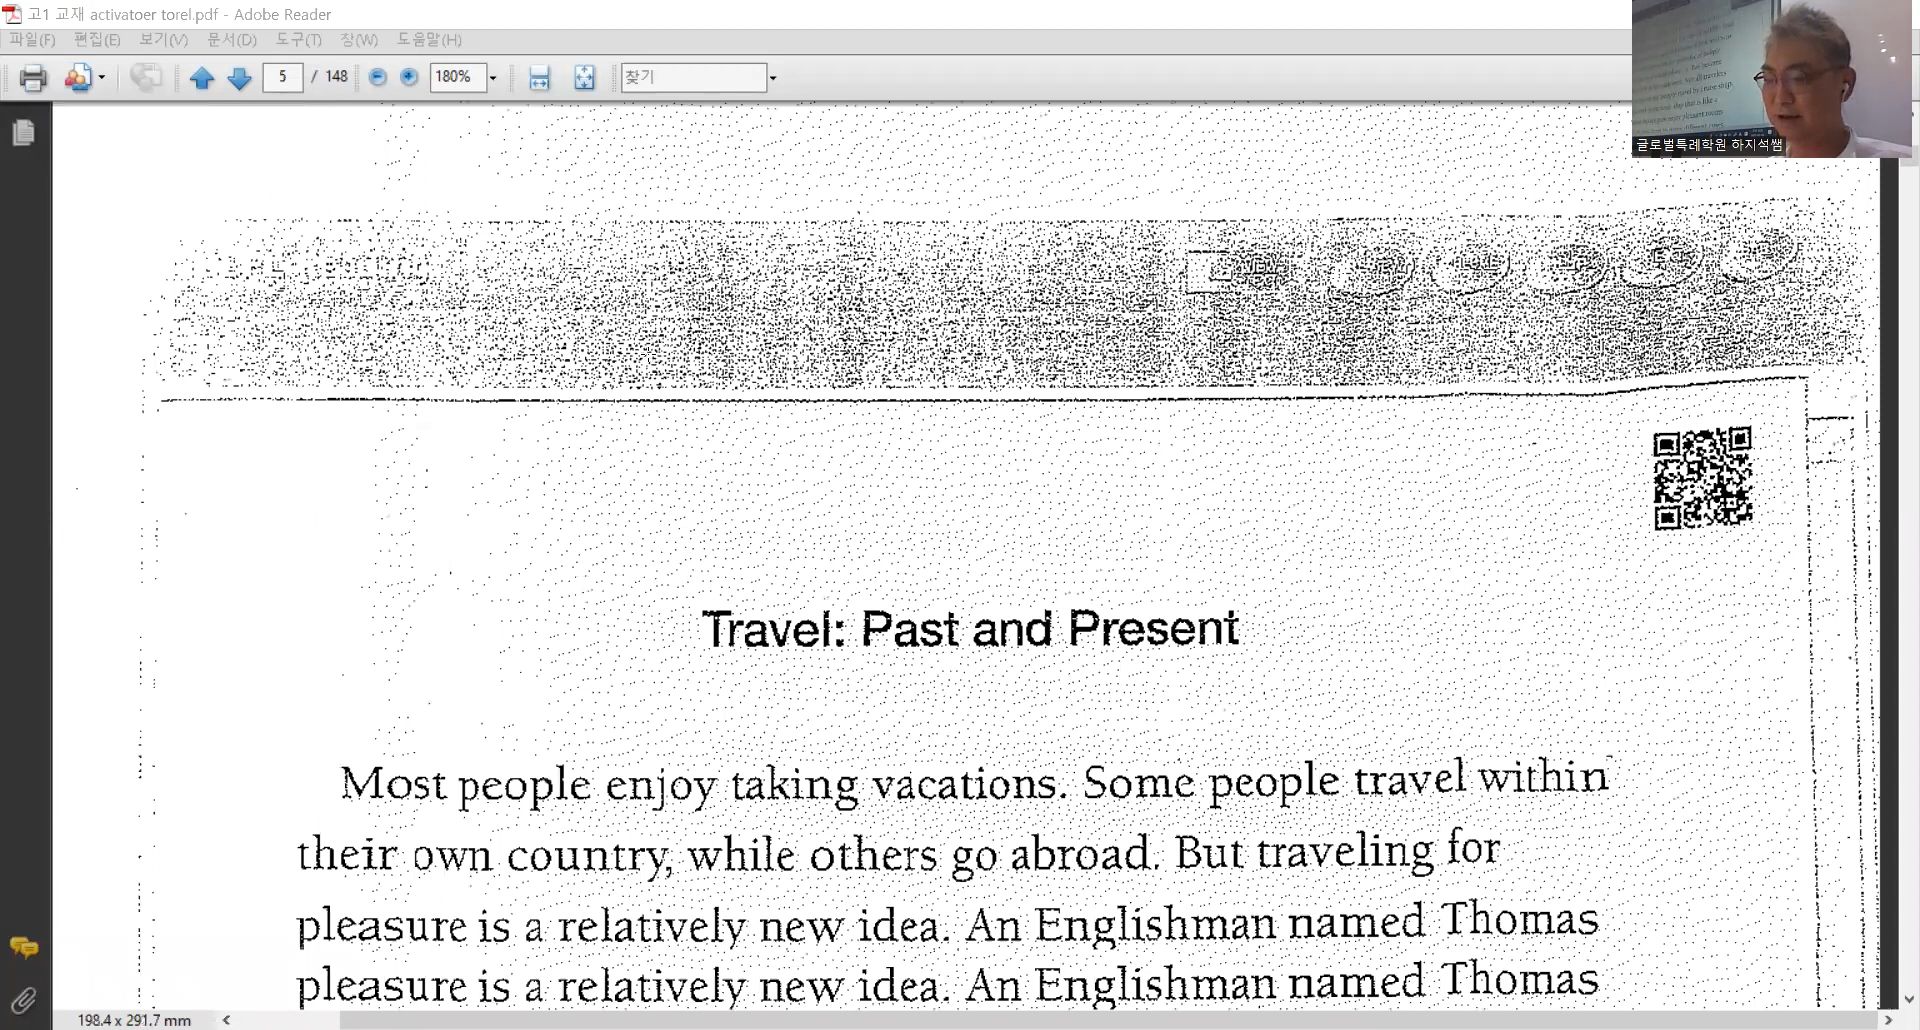 고1 교재 activatoer torel.pdf - Adobe Reader
파일(F) 편집(E) 보기(V) 문서(D) 도구(T) 창(W) 도움말(H)
5 / 148 180% 찾기
글로벌특례학원 하지석쌤
Travel: Past and Present
Most people enjoy taking vacations. Some people travel within
their own country, while others go abroad. But traveling for
pleasure is a relatively new idea. An Englishman named Thomas
pleasure is a relatively new idea. An Englishman named Thomas
198.4 x 291.7 mm